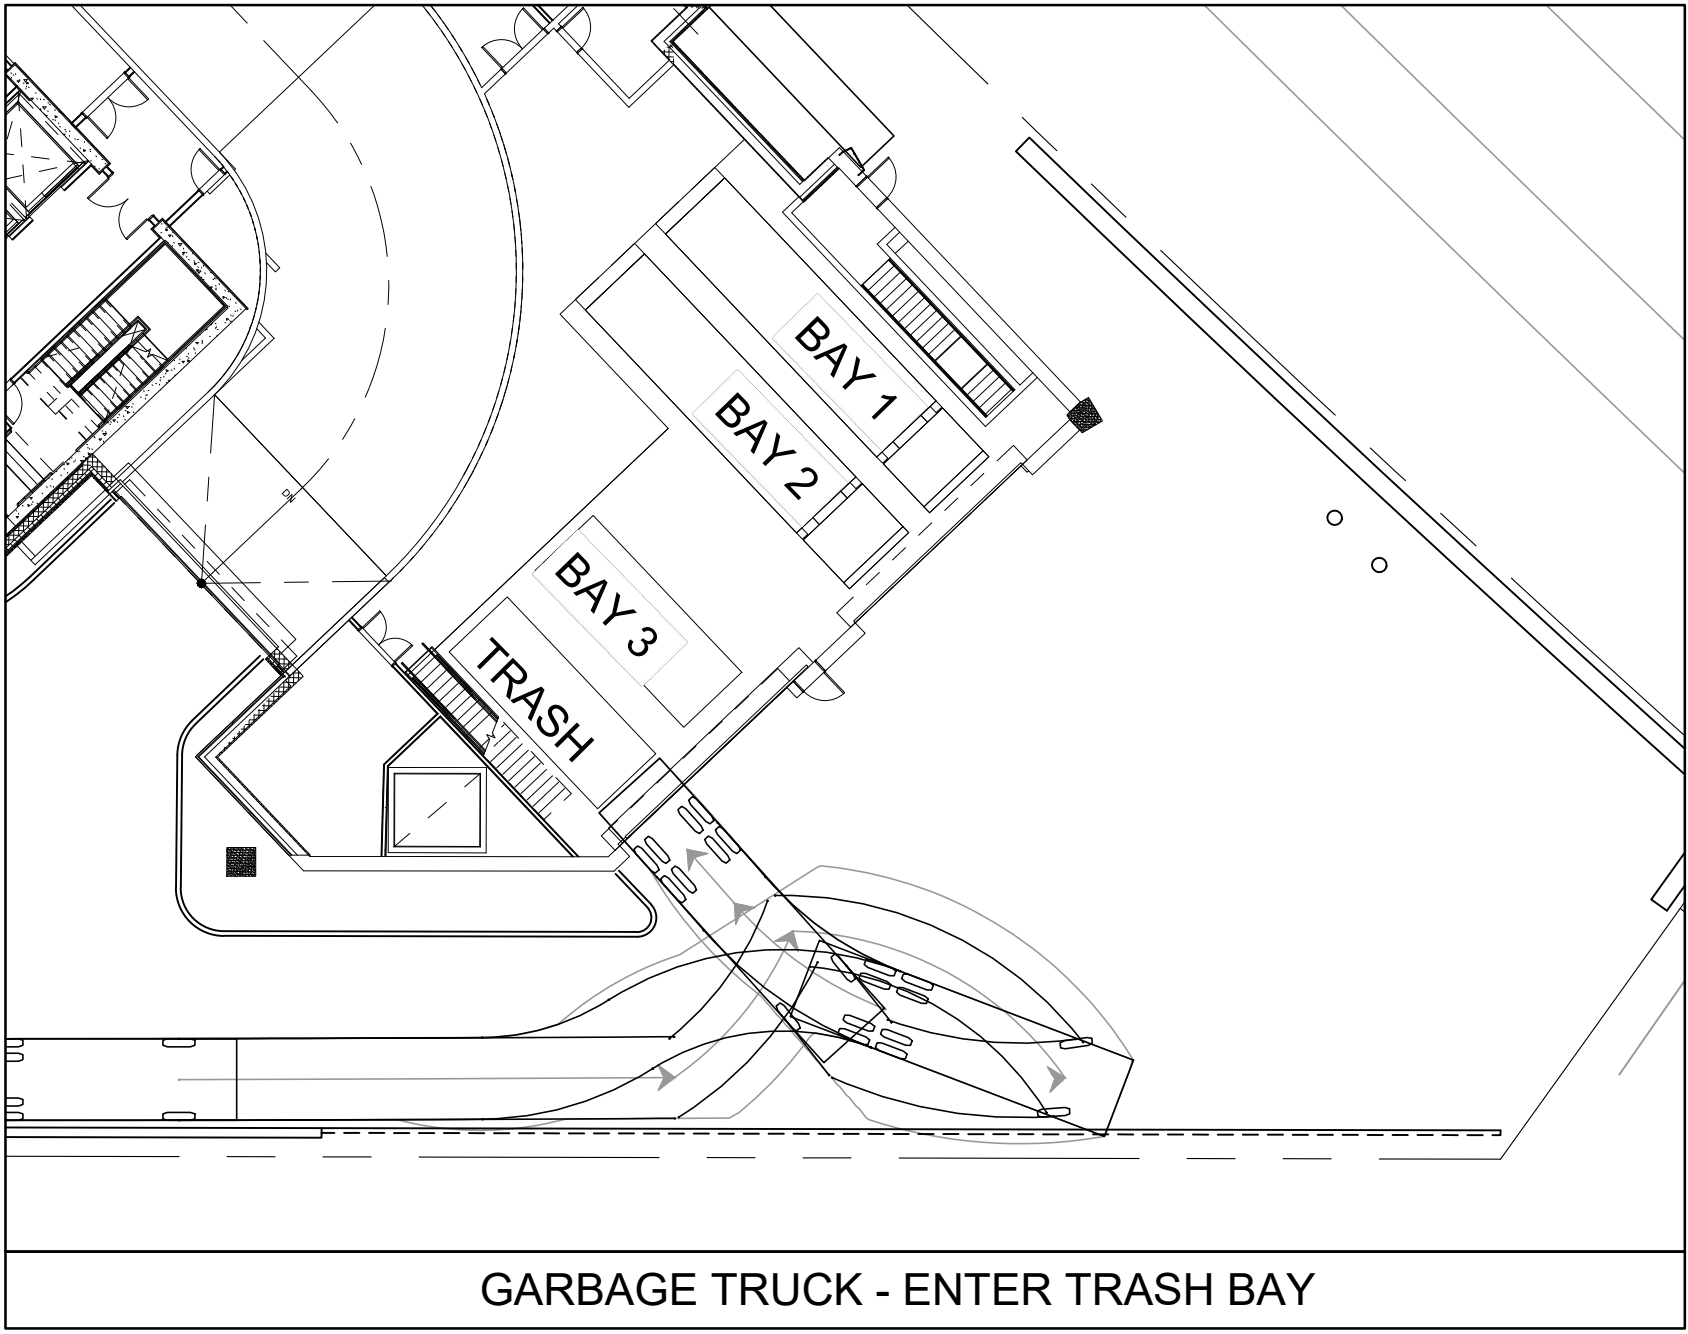 BAY 1
BAY 2
DN
BAY 3
TRASH
GARBAGE TRUCK - ENTER TRASH BAY